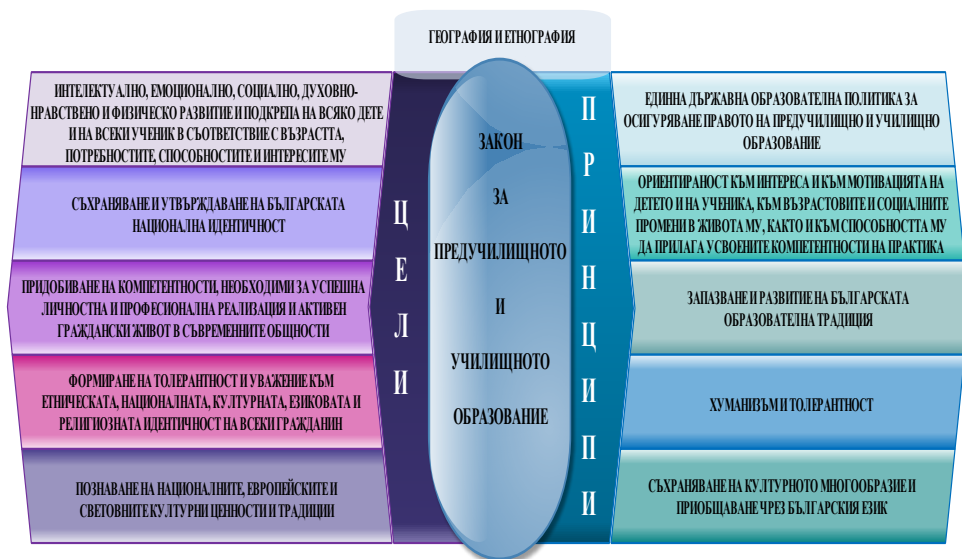 ГЕОГРАФИЯ И ЕТНОГРАФИЯ
ИНТЕЛЕКТУАЛНО, ЕМОЦИОНАЛНО, СОЦИАЛНО, ДУХОВНО-
НРАВСТВЕНО И ФИЗИЧЕСКО РАЗВИТИЕ И ПОДКРЕПА НА ВСЯКО ДЕТЕ
И НА ВСЕКИ УЧЕНИК В СЪОТВЕТСТВИЕ С ВЪЗРАСТТА,
ПОТРЕБНОСТИТЕ, СПОСОБНОСТИТЕ И ИНТЕРЕСИТЕ МУ
СЪХРАНЯВАНЕ И УТВЪРЖДАВАНЕ НА БЪЛГАРСКАТА
НАЦИОНАЛНА ИДЕНТИЧНОСТ
ПРИДОБИВАНЕ НА КОМПЕТЕНТНОСТИ, НЕОБХОДИМИ ЗА УСПЕШНА
ЛИЧНОСТНА И ПРОФЕСИОНАЛНА РЕАЛИЗАЦИЯ И АКТИВЕН
ГРАЖДАНСКИ ЖИВОТ В СЪВРЕМЕННИТЕ ОБЩНОСТИ
ФОРМИРАНЕ НА ТОЛЕРАНТНОСТ И УВАЖЕНИЕ КЪМ
ЕТНИЧЕСКАТА, НАЦИОНАЛНАТА, КУЛТУРНАТА, ЕЗИКОВАТА И
РЕЛИГИОЗНАТА ИДЕНТИЧНОСТ НА ВСЕКИ ГРАЖДАНИН
ПОЗНАВАНЕ НА НАЦИОНАЛНИТЕ, ЕВРОПЕЙСКИТЕ И
СВЕТОВНИТЕ КУЛТУРНИ ЦЕННОСТИ И ТРАДИЦИИ
ЦЕЛИ
ЗАКОН
ЗА
ПРЕДУЧИЛИЩНОТО
И
УЧИЛИЩНОТО
ОБРАЗОВАНИЕ
ПРИНЦИПИ
ЕДИННА ДЪРЖАВНА ОБРАЗОВАТЕЛНА ПОЛИТИКА ЗА
ОСИГУРЯВАНЕ ПРАВОТО НА ПРЕДУЧИЛИЩНО И УЧИЛИЩНО
ОБРАЗОВАНИЕ
ОРИЕНТИРАНОСТ КЪМ ИНТЕРЕСА И КЪМ МОТИВАЦИЯТА НА
ДЕТЕТО И НА УЧЕНИКА, КЪМ ВЪЗРАСТОВИТЕ И СОЦИАЛНИТЕ
ПРОМЕНИ В ЖИВОТА МУ, КАКТО И КЪМ СПОСОБНОСТТА МУ
ДА ПРИЛАГА УСВОЕНИТЕ КОМПЕТЕНТНОСТИ НА ПРАКТИКА
ЗАПАЗВАНЕ И РАЗВИТИЕ НА БЪЛГАРСКАТА
ОБРАЗОВАТЕЛНА ТРАДИЦИЯ
ХУМАНИЗЪМ И ТОЛЕРАНТНОСТ
СЪХРАНЯВАНЕ НА КУЛТУРНОТО МНОГООБРАЗИЕ И
ПРИОБЩАВАНЕ ЧРЕЗ БЪЛГАРСКИЯ ЕЗИК